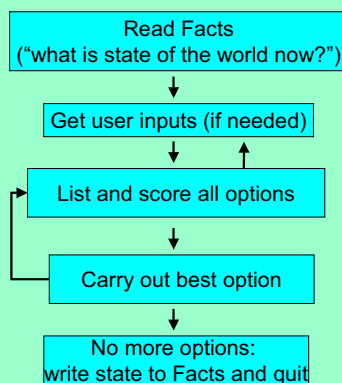 Read Facts
(“what is state of the world now?”)
Get user inputs (if needed)
List and score all options
Carry out best option
No more options:
write state to Facts and quit